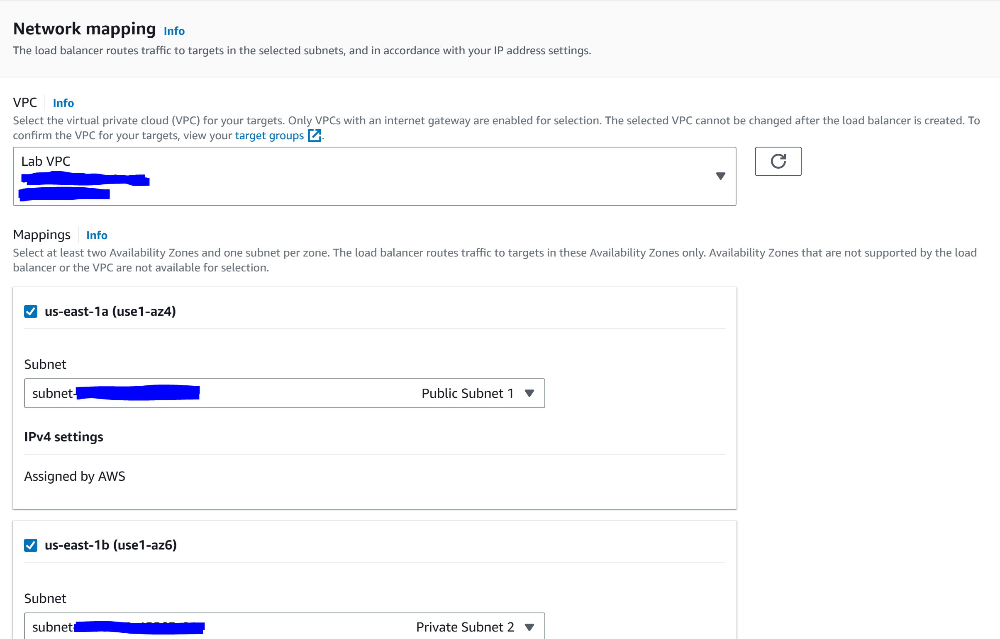 Network mapping Info
The load balancer routes traffic to targets in the selected subnets, and in accordance with your IP address settings.
VPC Info
Select the virtual private cloud (VPC) for your targets. Only VPCs with an internet gateway are enabled for selection. The selected VPC cannot be changed after the load balancer is created. To
confirm the VPC for your targets, view your target groups.
Lab VPC
Mappings Info
Select at least two Availability Zones and one subnet per zone. The load balancer routes traffic to targets in these Availability Zones only. Availability Zones that are not supported by the load
balancer or the VPC are not available for selection.
us-east-1a (use1-az4)
Subnet
subnet- Public Subnet 1
IPv4 settings
Assigned by AWS
us-east-1b (use1-az6)
Subnet
subnet- Private Subnet 2